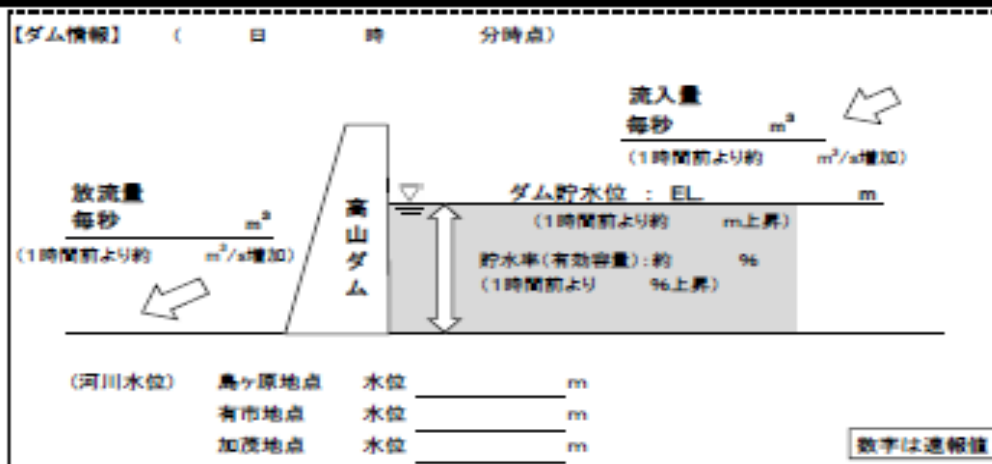 【ダム情報】 （ 日 時 分時点）
流入量
毎秒 m³
（1時間前より約 m³/s増加）
放流量
毎秒 m³
（1時間前より約 m³/s増加）
高山ダム
ダム貯水位 ： EL. m
（1時間前より約 m上昇）
貯水率（有効容量）：約 %
（1時間前より %上昇）
（河川水位） 島ヶ原地点 水位 m
有市地点 水位 m
加茂地点 水位 m
数字は速報値